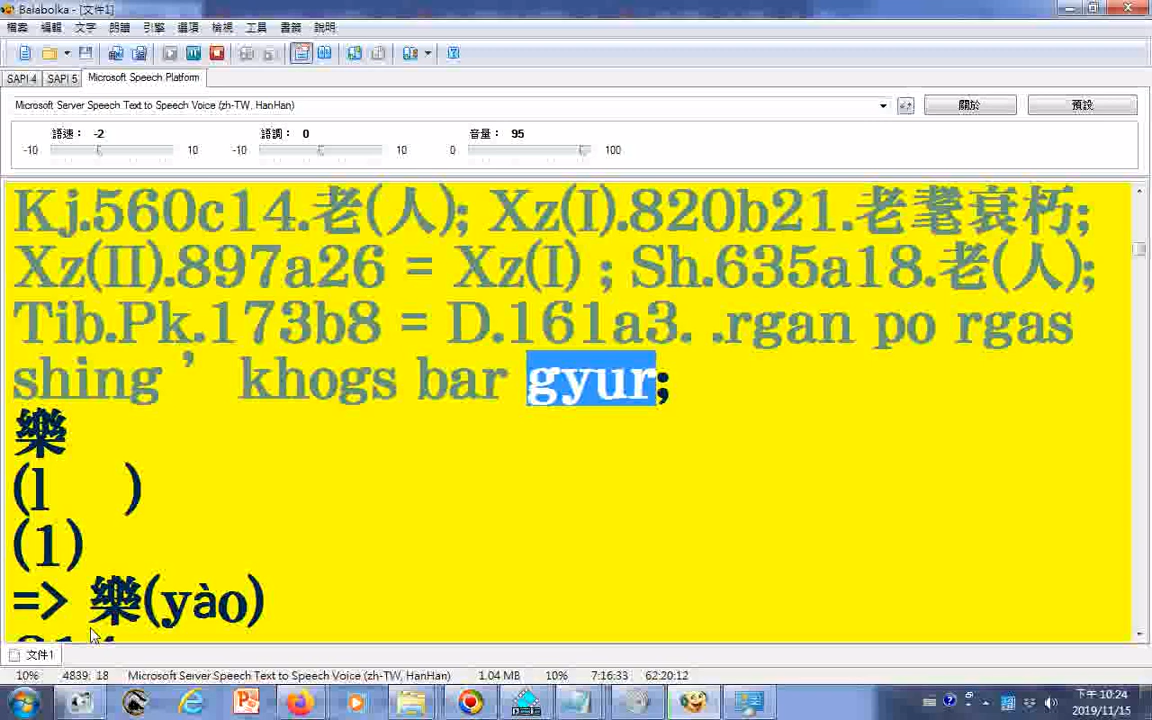 Balabolka - [文件1]
檔案 編輯 文字 朗讀 引擎 選項 檢視 工具 書籤 說明
SAPI 4 SAPI 5 Microsoft Speech Platform
Microsoft Server Speech Text to Speech Voice (zh-TW, HanHan) 關於 預設
語速： -2 語調： 0 音量： 95
-10 10 -10 10 0 100
Kj.560c14.老(人); Xz(I).820b21.老耄衰朽;
Xz(II).897a26 = Xz(I) ; Sh.635a18.老(人);
Tib.Pk.173b8 = D.161a3. .rgan po rgas
shing ’ khogs bar gyur;
樂
(l )
(1)
=> 樂(yào)
文件1
10% 4839, 18 Microsoft Server Speech Text to Speech Voice (zh-TW, HanHan) 1.04 MB 10% 7:16:33 62:20:12
下午 10:24
2019/11/15